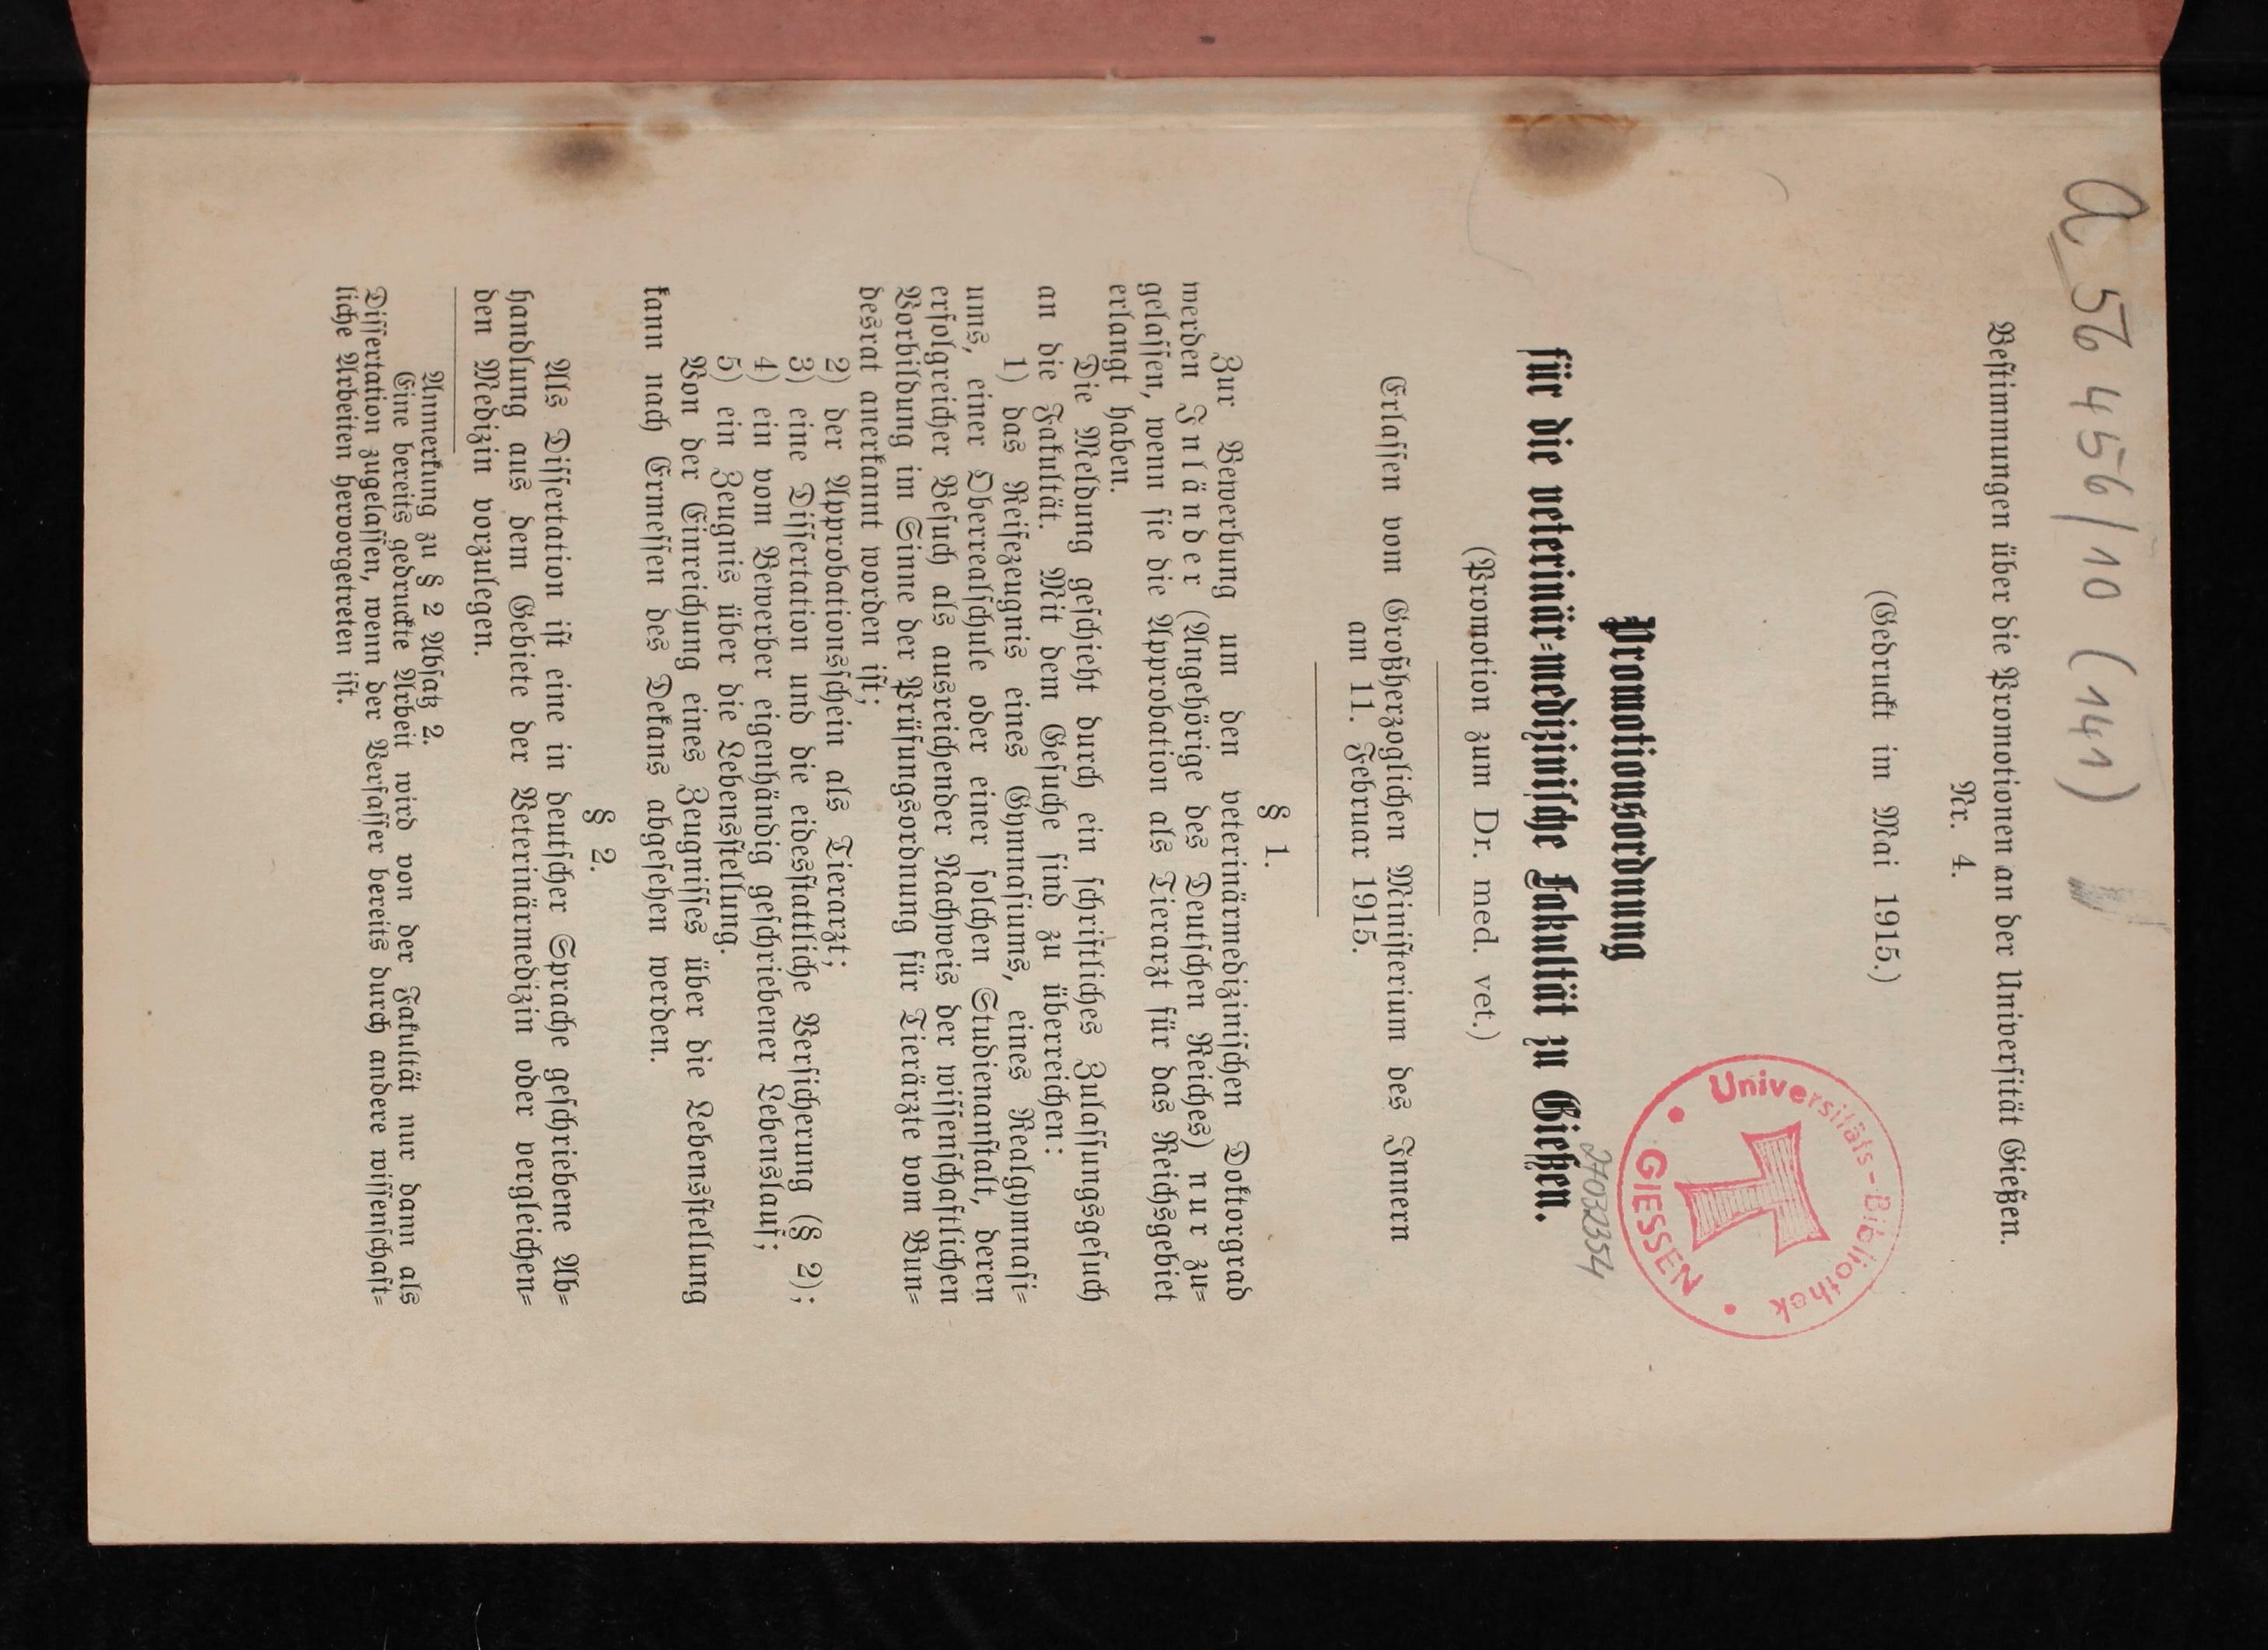 a 56 456/10 (141)
Bestimmungen über die Promotionen an der Universität Gießen.
Nr. 4.
(Gedruckt im Mai 1915.)
Universitäts-Bibliothek
GIESSEN
Promotionsordnung
für die veterinär-medizinische Fakultät zu Gießen.
(Promotion zum Dr. med. vet.)
Erlassen vom Großherzoglichen Ministerium des Innern
am 11. Februar 1915.
§ 1.
Zur Bewerbung um den veterinärmedizinischen Doktorgrad
werden Inländer (Angehörige des Deutschen Reiches) nur zu-
gelassen, wenn sie die Approbation als Tierarzt für das Reichsgebiet
erlangt haben.
Die Meldung geschieht durch ein schriftliches Zulassungsgesuch
an die Fakultät. Mit dem Gesuche sind zu überreichen:
1) das Reifezeugnis eines Gymnasiums, eines Realgymnasi-
ums, einer Oberrealschule oder einer solchen Studienanstalt, deren
erfolgreicher Besuch als ausreichender Nachweis der wissenschaftlichen
Vorbildung im Sinne der Prüfungsordnung für Tierärzte vom Bun-
desrat anerkannt worden ist;
2) der Approbationsschein als Tierarzt;
3) eine Dissertation und die eidesstattliche Versicherung (§ 2);
4) ein vom Bewerber eigenhändig geschriebener Lebenslauf;
5) ein Zeugnis über die Lebensstellung.
Von der Einreichung eines Zeugnisses über die Lebensstellung
kann nach Ermessen des Dekans abgesehen werden.
§ 2.
Als Dissertation ist eine in deutscher Sprache geschriebene Ab-
handlung aus dem Gebiete der Veterinärmedizin oder vergleichen-
den Medizin vorzulegen.
Anmerkung zu § 2 Absatz 2.
Eine bereits gedruckte Arbeit wird von der Fakultät nur dann als
Dissertation zugelassen, wenn der Verfasser bereits durch andere wissenschaft-
liche Arbeiten hervorgetreten ist.